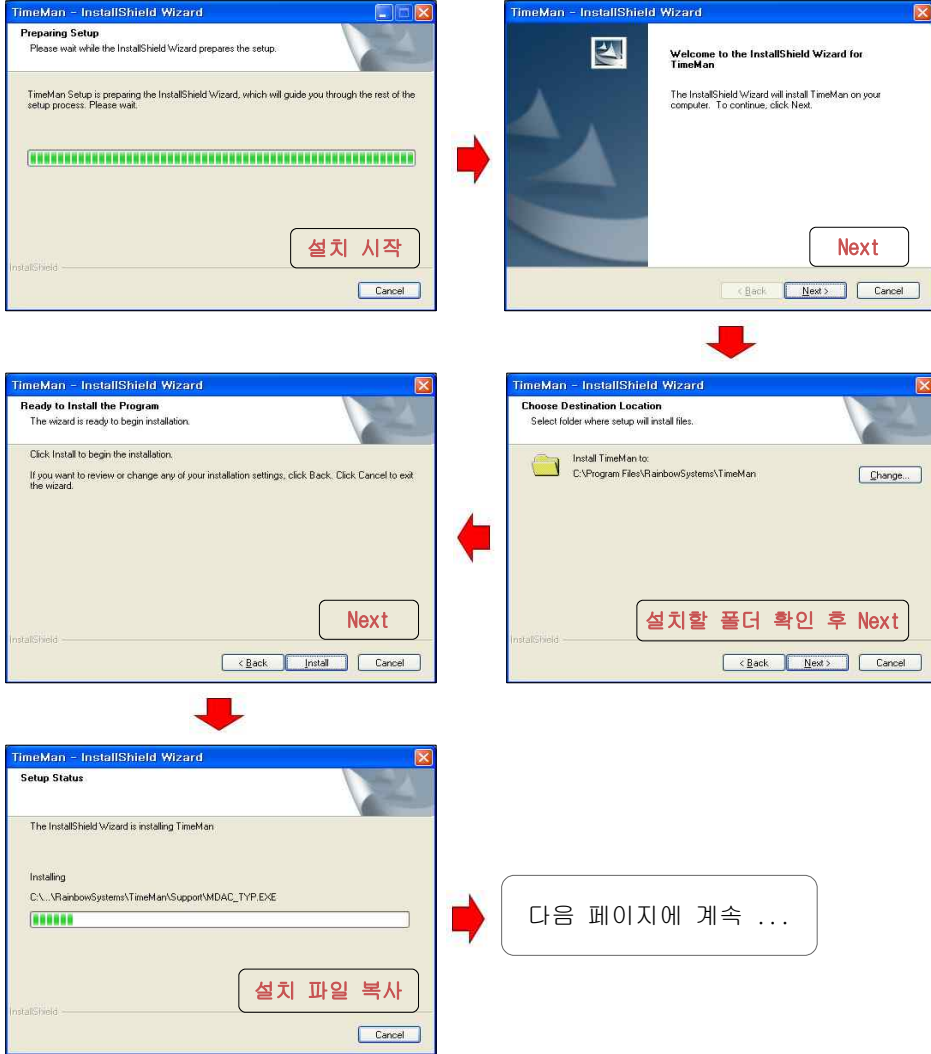 TimeMan - InstallShield Wizard
Preparing Setup
Please wait while the InstallShield Wizard prepares the setup.
TimeMan Setup is preparing the InstallShield Wizard, which will guide you through the rest of the
setup process. Please wait.
설치 시작
InstallShield
Cancel
TimeMan - InstallShield Wizard
Welcome to the InstallShield Wizard for
TimeMan
The InstallShield Wizard will install TimeMan on your
computer. To continue, click Next.
Next
< Back
Next >
Cancel
TimeMan - InstallShield Wizard
Choose Destination Location
Select folder where setup will install files.
Install TimeMan to:
C:\Program Files\RainbowSystems\TimeMan
Change...
설치할 폴더 확인 후 Next
InstallShield
< Back
Next >
Cancel
TimeMan - InstallShield Wizard
Ready to Install the Program
The wizard is ready to begin installation.
Click Install to begin the installation.
If you want to review or change any of your installation settings, click Back. Click Cancel to exit
the wizard.
Next
InstallShield
< Back
Install
Cancel
TimeMan - InstallShield Wizard
Setup Status
The InstallShield Wizard is installing TimeMan
Installing
C:\...\RainbowSystems\TimeMan\Support\MDAC_TYP.EXE
설치 파일 복사
InstallShield
Cancel
다음 페이지에 계속 ...